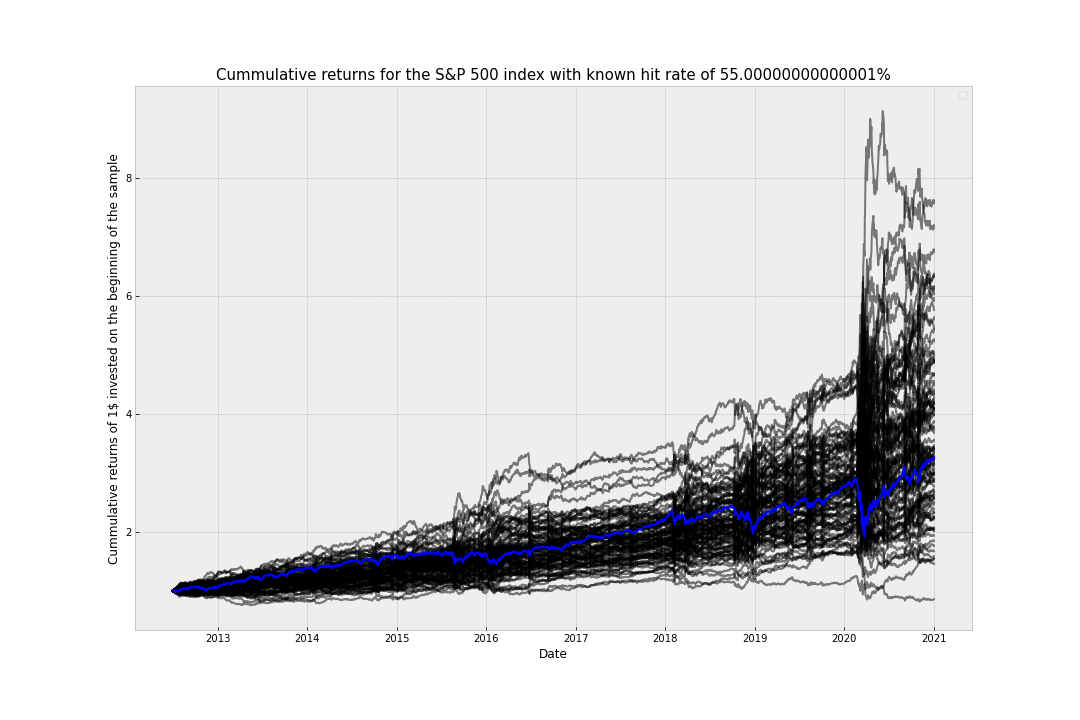 Cummulative returns for the S&P 500 index with known hit rate of 55.00000000000001%
Cummulative returns of 1$ invested on the beginning of the sample
8
6
4
2
2013 2014 2015 2016 2017 2018 2019 2020 2021
Date